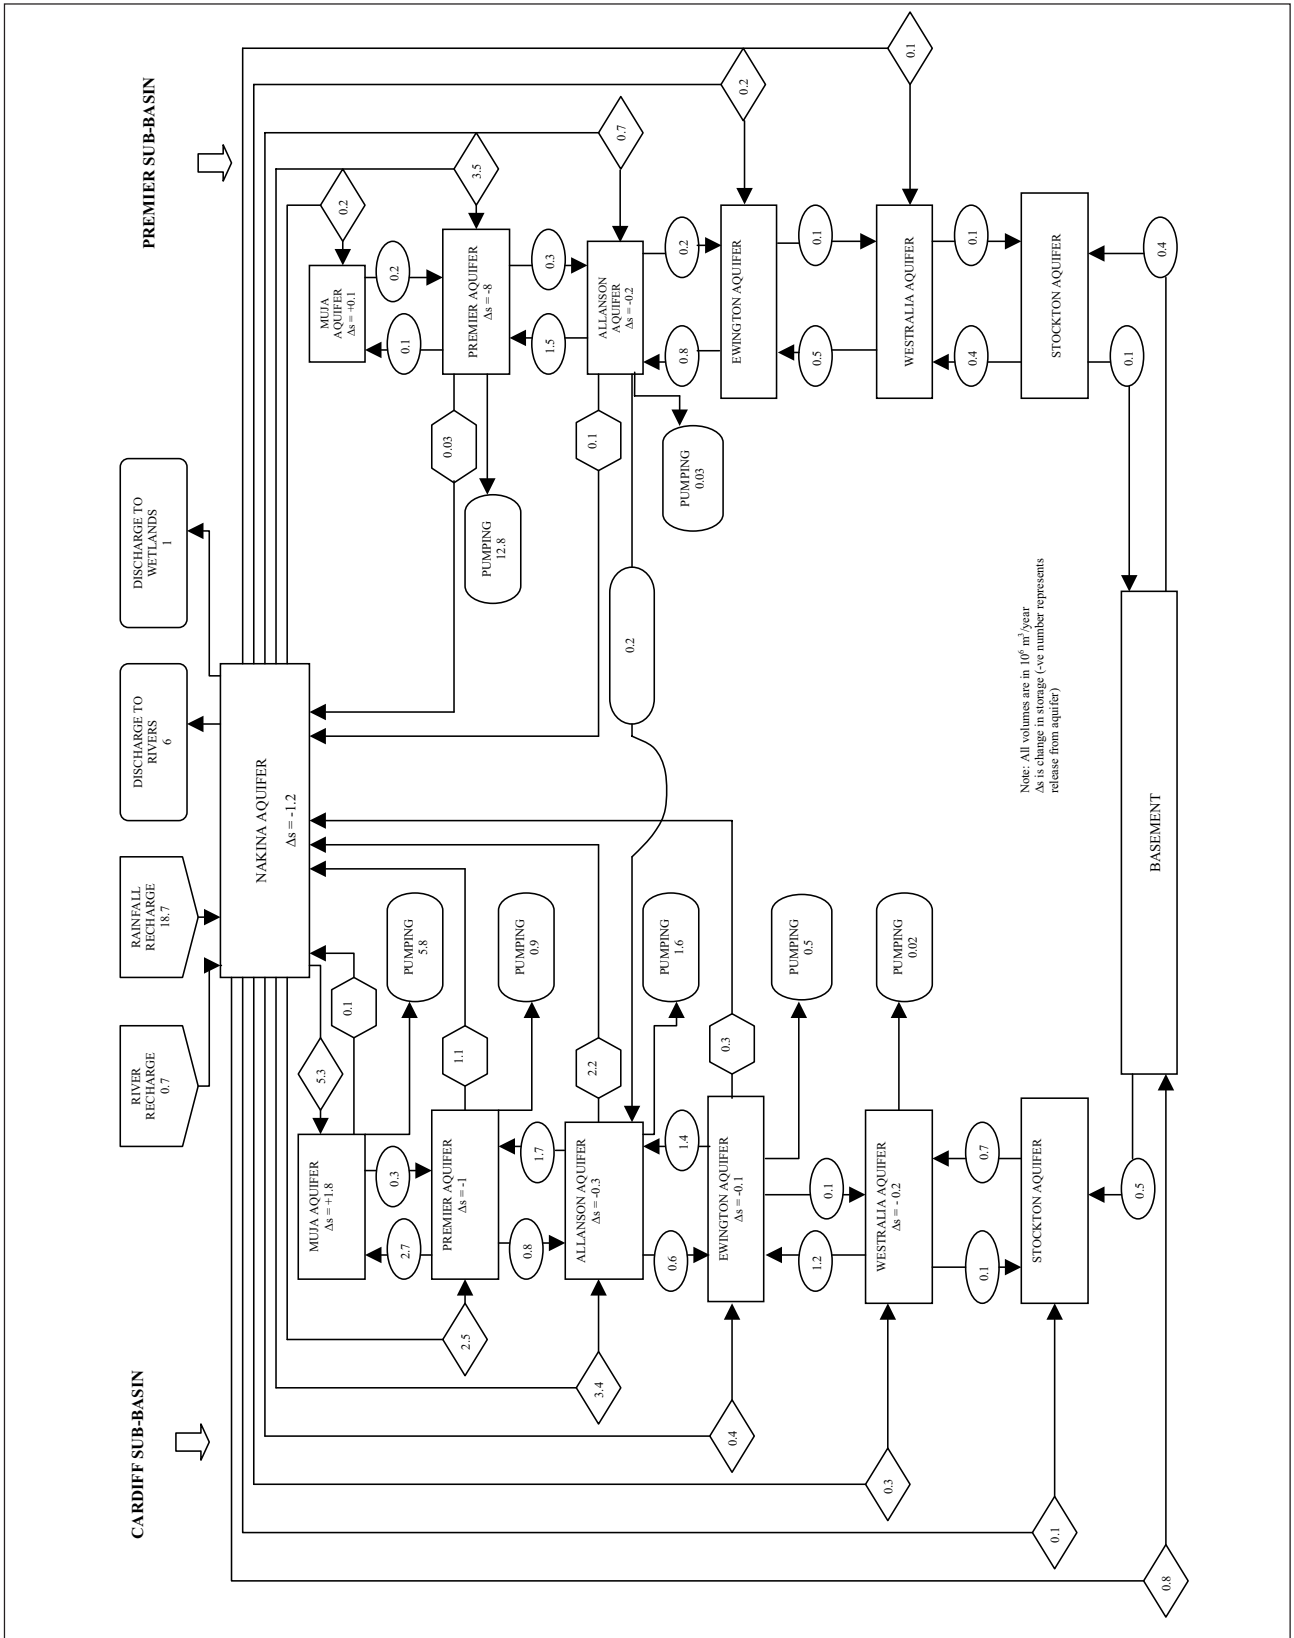 CARDIFF SUB-BASIN
PREMIER SUB-BASIN
RIVER
RECHARGE
0.7
RAINFALL
RECHARGE
18.7
DISCHARGE TO
RIVERS
6
DISCHARGE TO
WETLANDS
1
NAKINA AQUIFER
Δs = -1.2
5.3
0.1
MUJA AQUIFER
Δs = +1.8
PUMPING
5.8
2.7
0.3
2.5
PREMIER AQUIFER
Δs = -1
1.1
PUMPING
0.9
0.8
1.7
3.4
ALLANSON AQUIFER
Δs = -0.3
2.2
PUMPING
1.6
0.6
1.4
0.4
EWINGTON AQUIFER
Δs = -0.1
0.3
PUMPING
0.5
1.2
0.1
0.3
WESTRALIA AQUIFER
Δs = - 0.2
PUMPING
0.02
0.1
0.7
0.1
STOCKTON AQUIFER
0.5
0.8
BASEMENT
0.2
MUJA
AQUIFER
Δs = +0.1
0.1
0.2
3.5
PREMIER AQUIFER
Δs = -8
0.03
PUMPING
12.8
1.5
0.3
0.7
ALLANSON
AQUIFER
Δs = -0.2
0.1
0.2
PUMPING
0.03
0.8
0.2
0.2
EWINGTON AQUIFER
0.5
0.1
0.1
WESTRALIA AQUIFER
0.4
0.1
STOCKTON AQUIFER
0.1
0.4
Note: All volumes are in 10⁶ m³/year
Δs is change in storage (-ve number represents
release from aquifer)